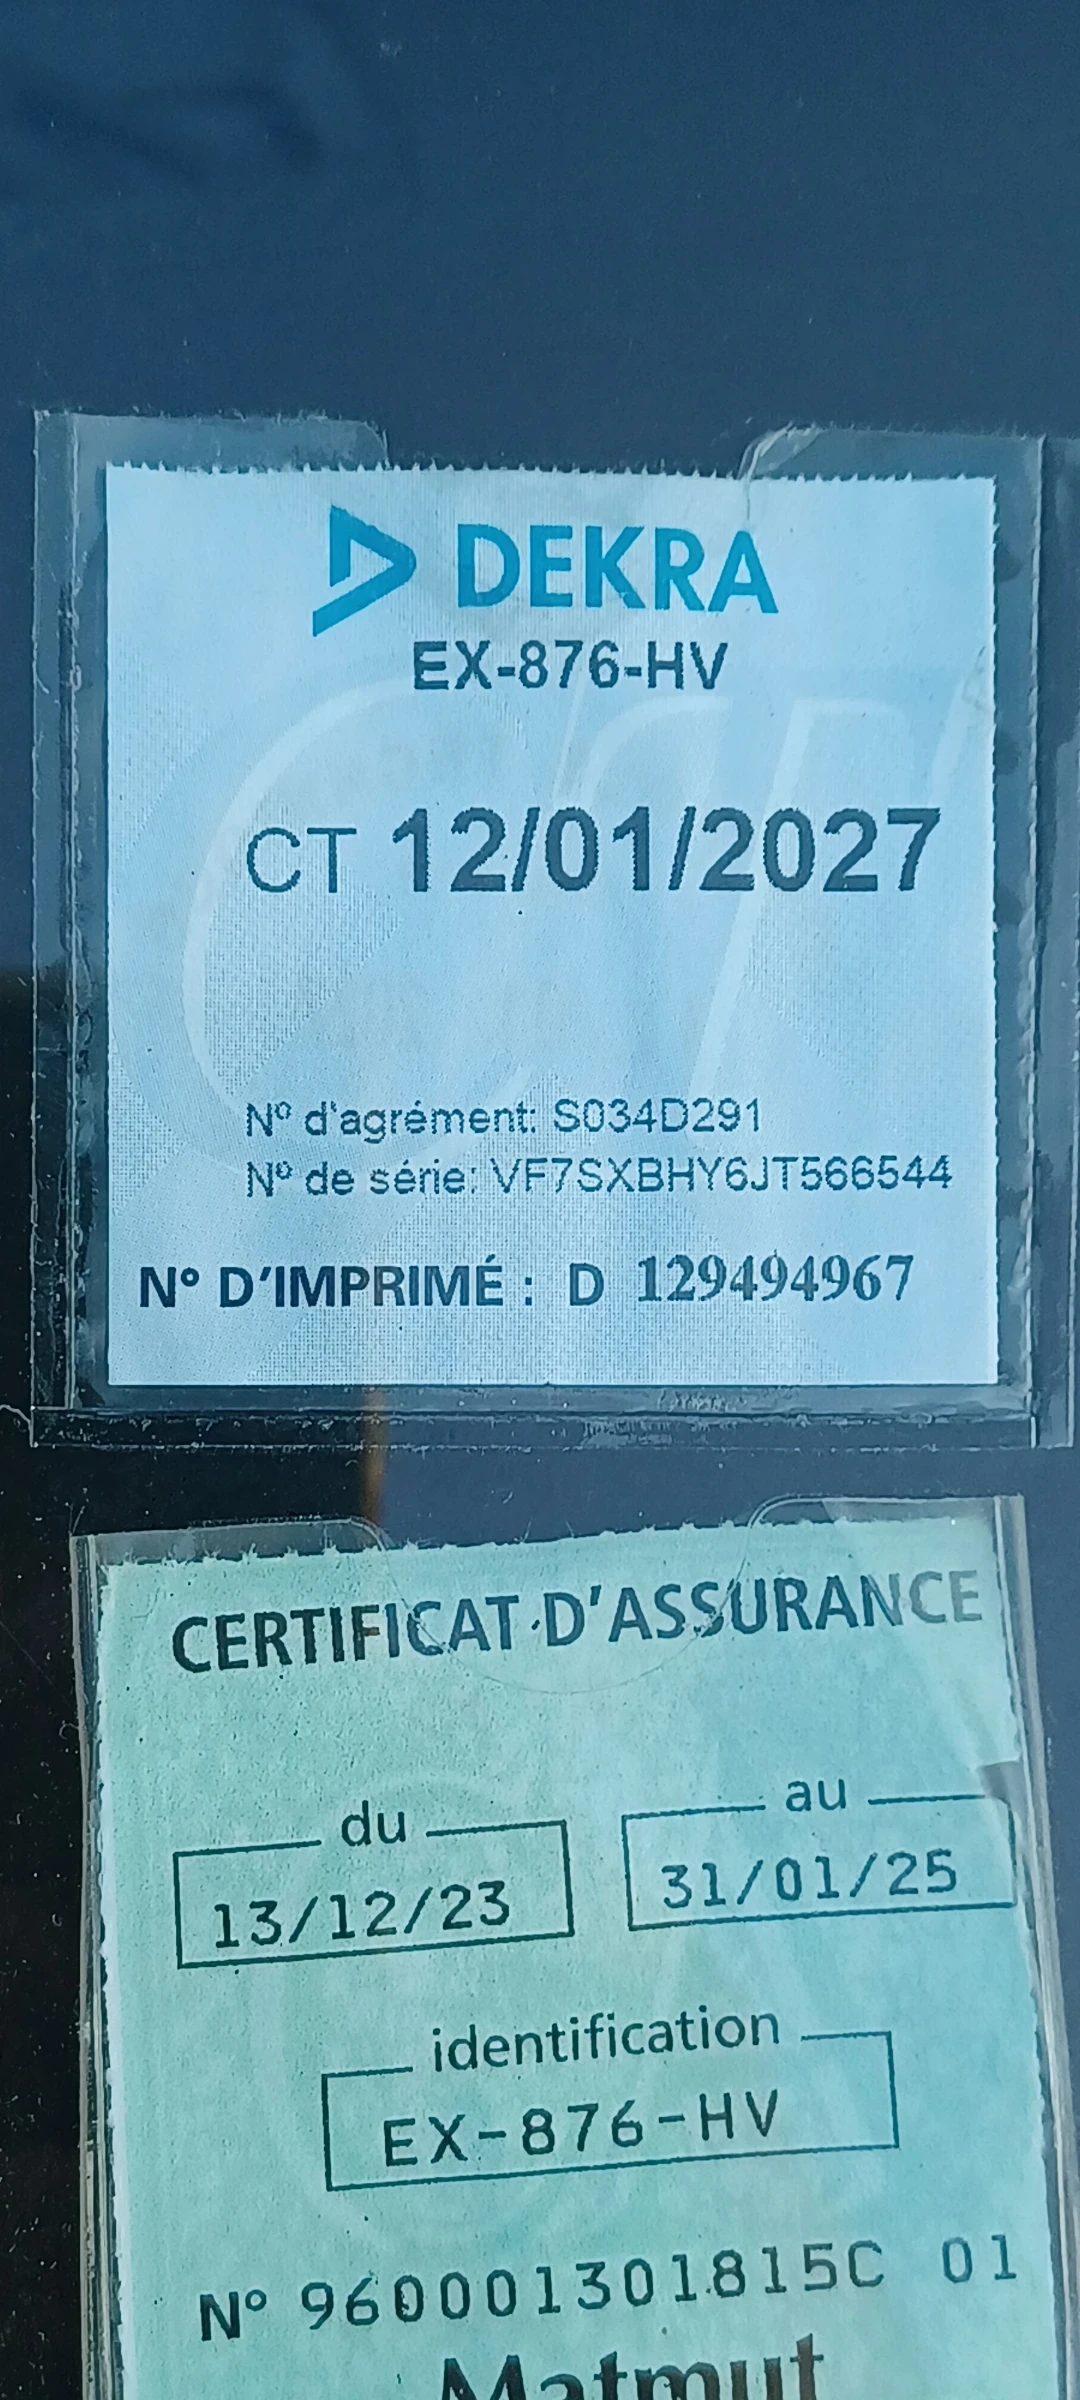 DEKRA
EX-876-HV
CT 12/01/2027
N° d'agrément: S034D291
N° de série: VF7SXBHY6JT566544
N° D'IMPRIMÉ : D 129494967
CERTIFICAT D'ASSURANCE
du
au
13/12/23
31/01/25
identification
EX-876-HV
N° 960001301815C 01
Matmut